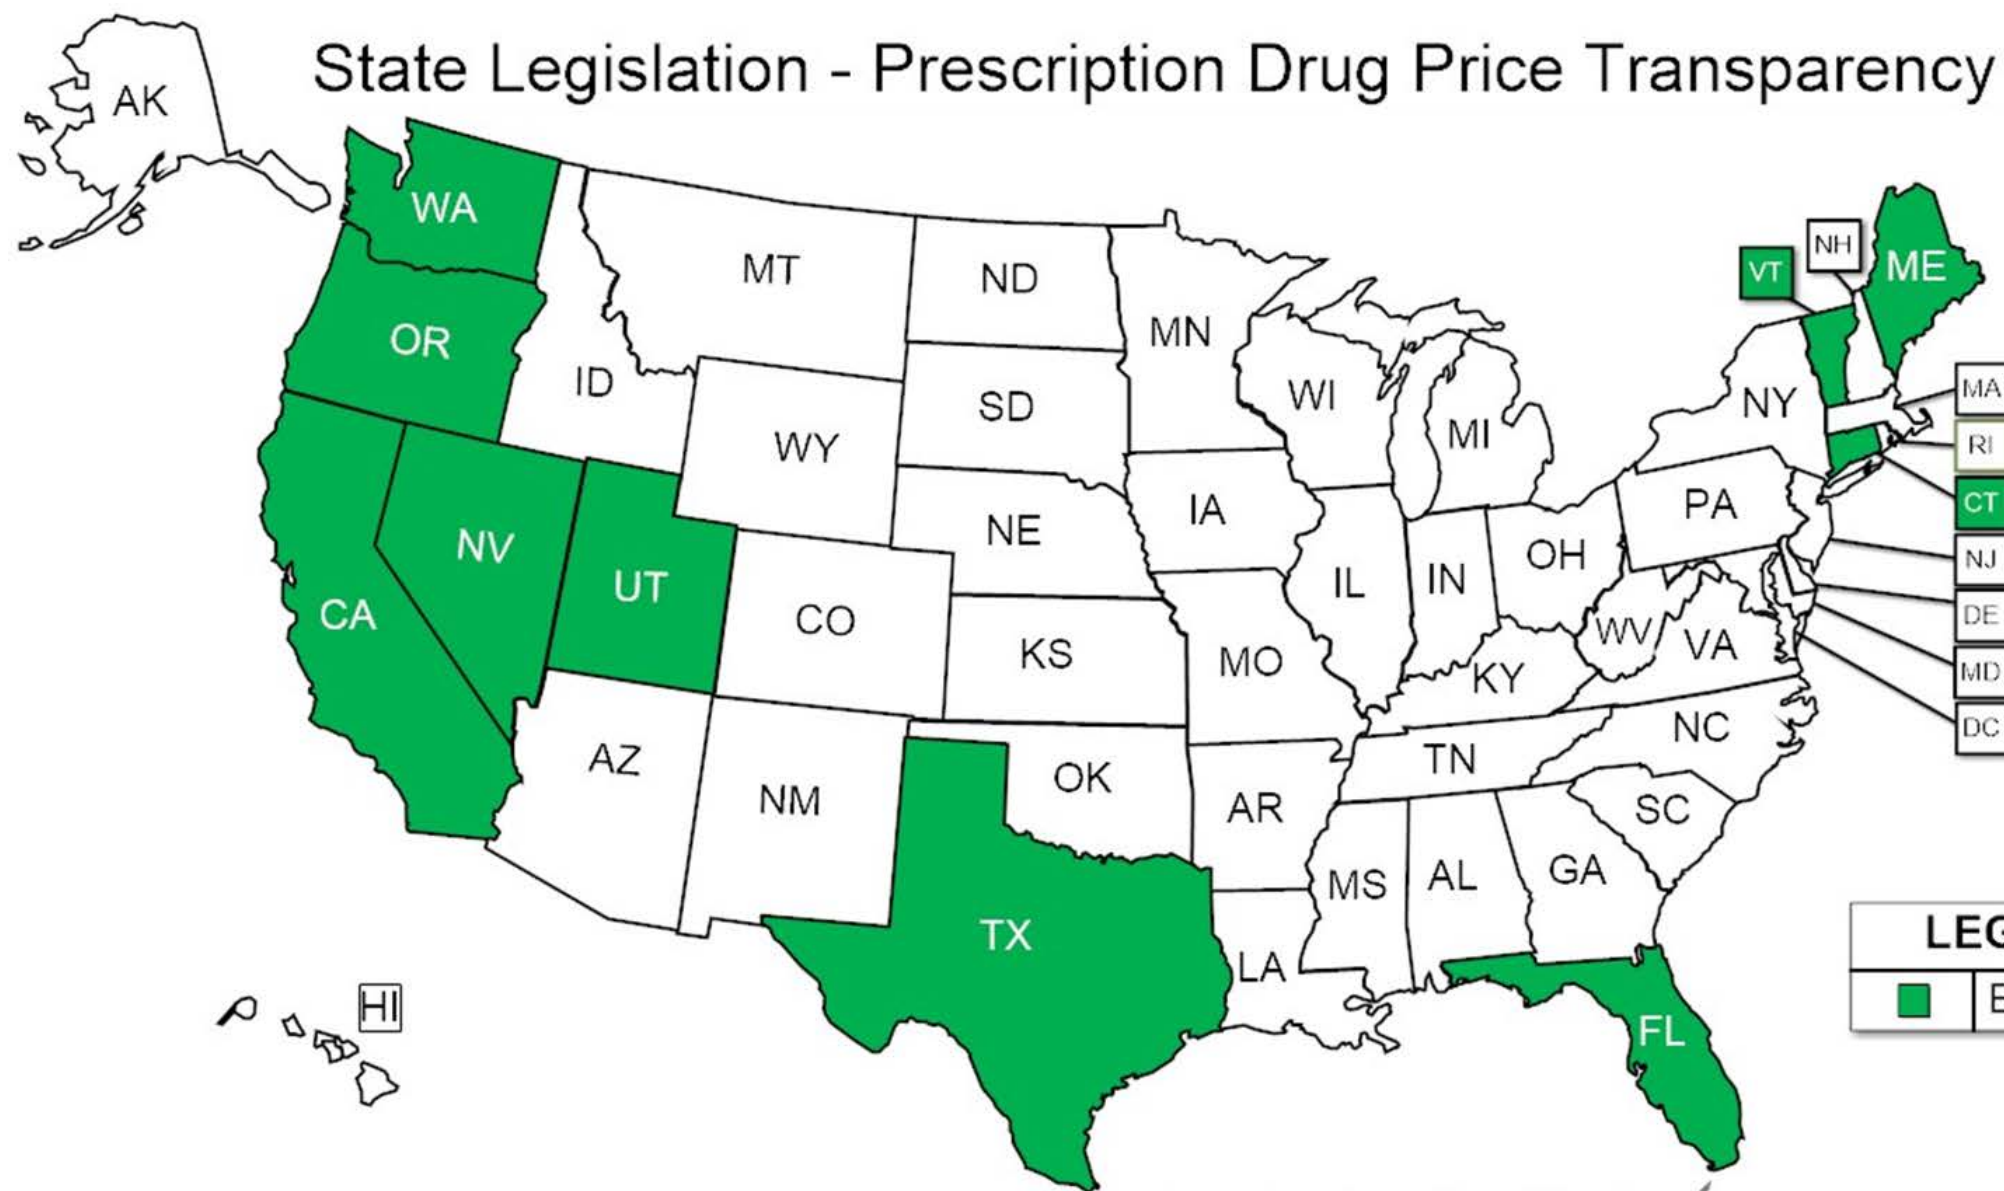 State Legislation - Prescription Drug Price Transparency
AK
WA
MT
ND
MN
VT
NH
ME
OR
ID
SD
WI
MI
NY
MA
RI
WY
CT
NV
NE
IA
PA
OH
NJ
UT
IL
IN
CA
CO
DE
KS
MO
WV
VA
KY
MD
NC
DC
AZ
TN
NM
OK
AR
SC
MS
AL
GA
TX
LA
LEG
HI
E
FL